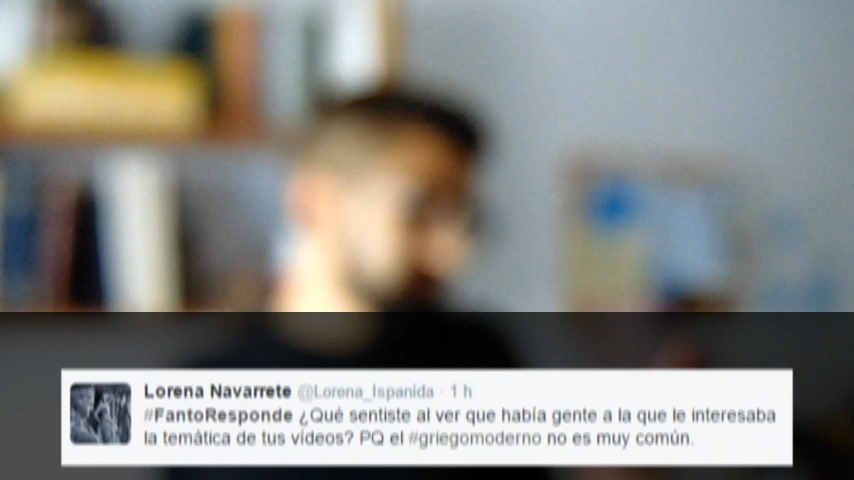 Lorena Navarrete @Lorena_Ispanida · 1 h
#FantoResponde ¿Qué sentiste al ver que había gente a la que le interesaba
la temática de tus vídeos? PQ el #griegomoderno no es muy común.